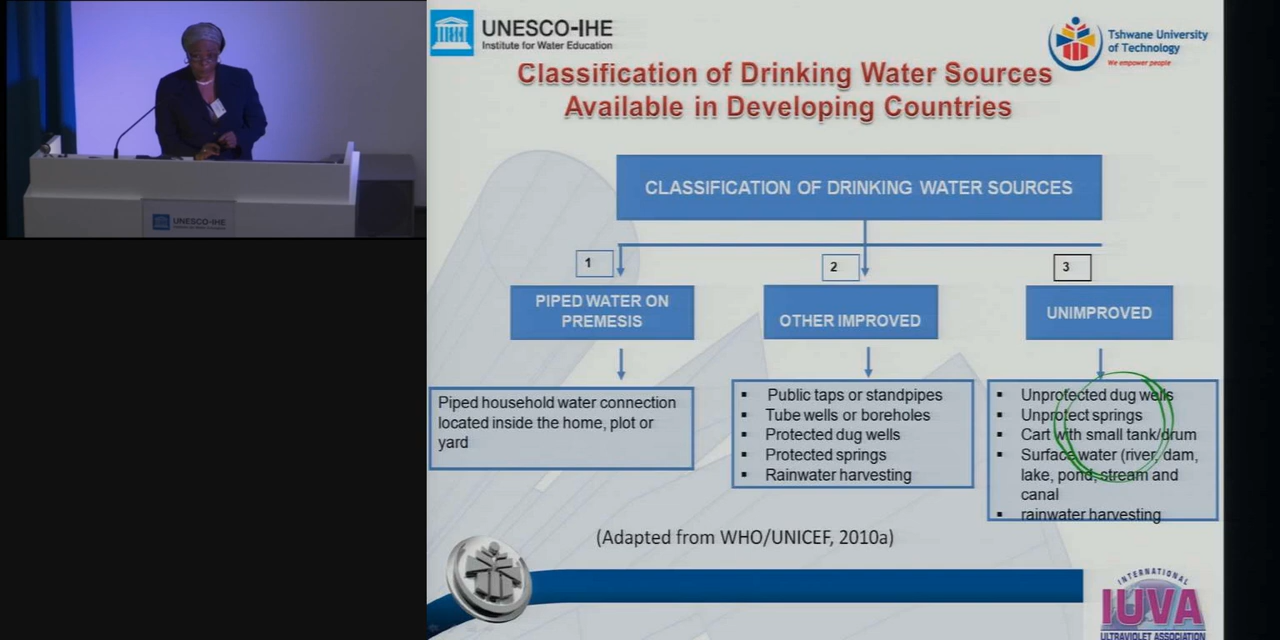 UNESCO-IHE
Institute for Water Education
Tshwane University
of Technology
We empower people
Classification of Drinking Water Sources
Available in Developing Countries
CLASSIFICATION OF DRINKING WATER SOURCES
1
2
3
PIPED WATER ON
PREMESIS
OTHER IMPROVED
UNIMPROVED
Piped household water connection
located inside the home, plot or
yard
▪ Public taps or standpipes
▪ Tube wells or boreholes
▪ Protected dug wells
▪ Protected springs
▪ Rainwater harvesting
▪ Unprotected dug wells
▪ Unprotect springs
▪ Cart with small tank/drum
▪ Surface water (river, dam,
lake, pond, stream and
canal
▪ rainwater harvesting
(Adapted from WHO/UNICEF, 2010a)
INTERNATIONAL
IUVA
ULTRAVIOLET ASSOCIATION
UNESCO-IHE